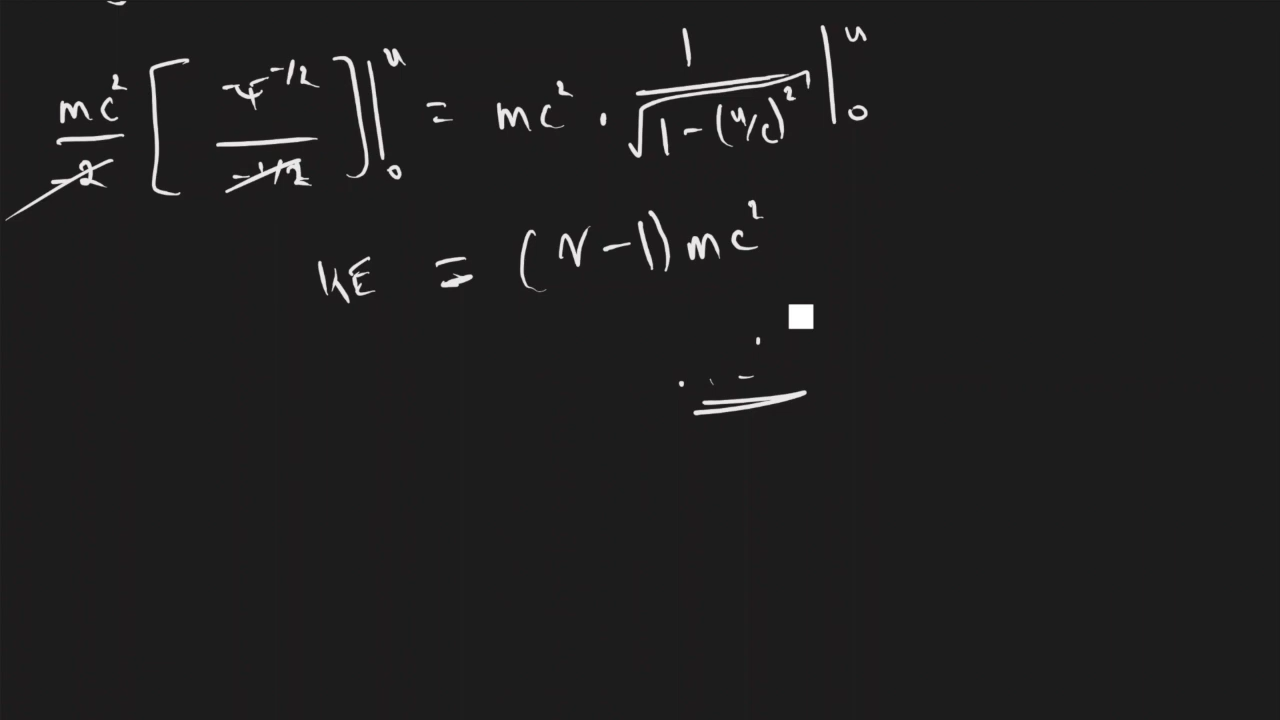 mc²/-2 [ψ^{-1/2} / -1/2] |₀ᵘ = mc² · 1/√(1-(u/c)²) |₀ᵘ
KE = (γ-1)mc²